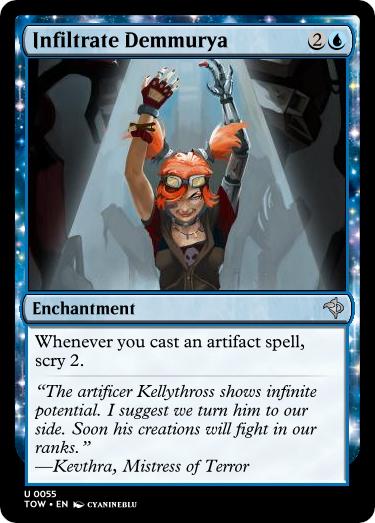 Infiltrate Demmurya 2
Enchantment
Whenever you cast an artifact spell,
scry 2.
“The artificer Kellythross shows infinite
potential. I suggest we turn him to our
side. Soon his creations will fight in our
ranks.”
—Kevthra, Mistress of Terror
U 0055
TOW • EN CYANINEBLU